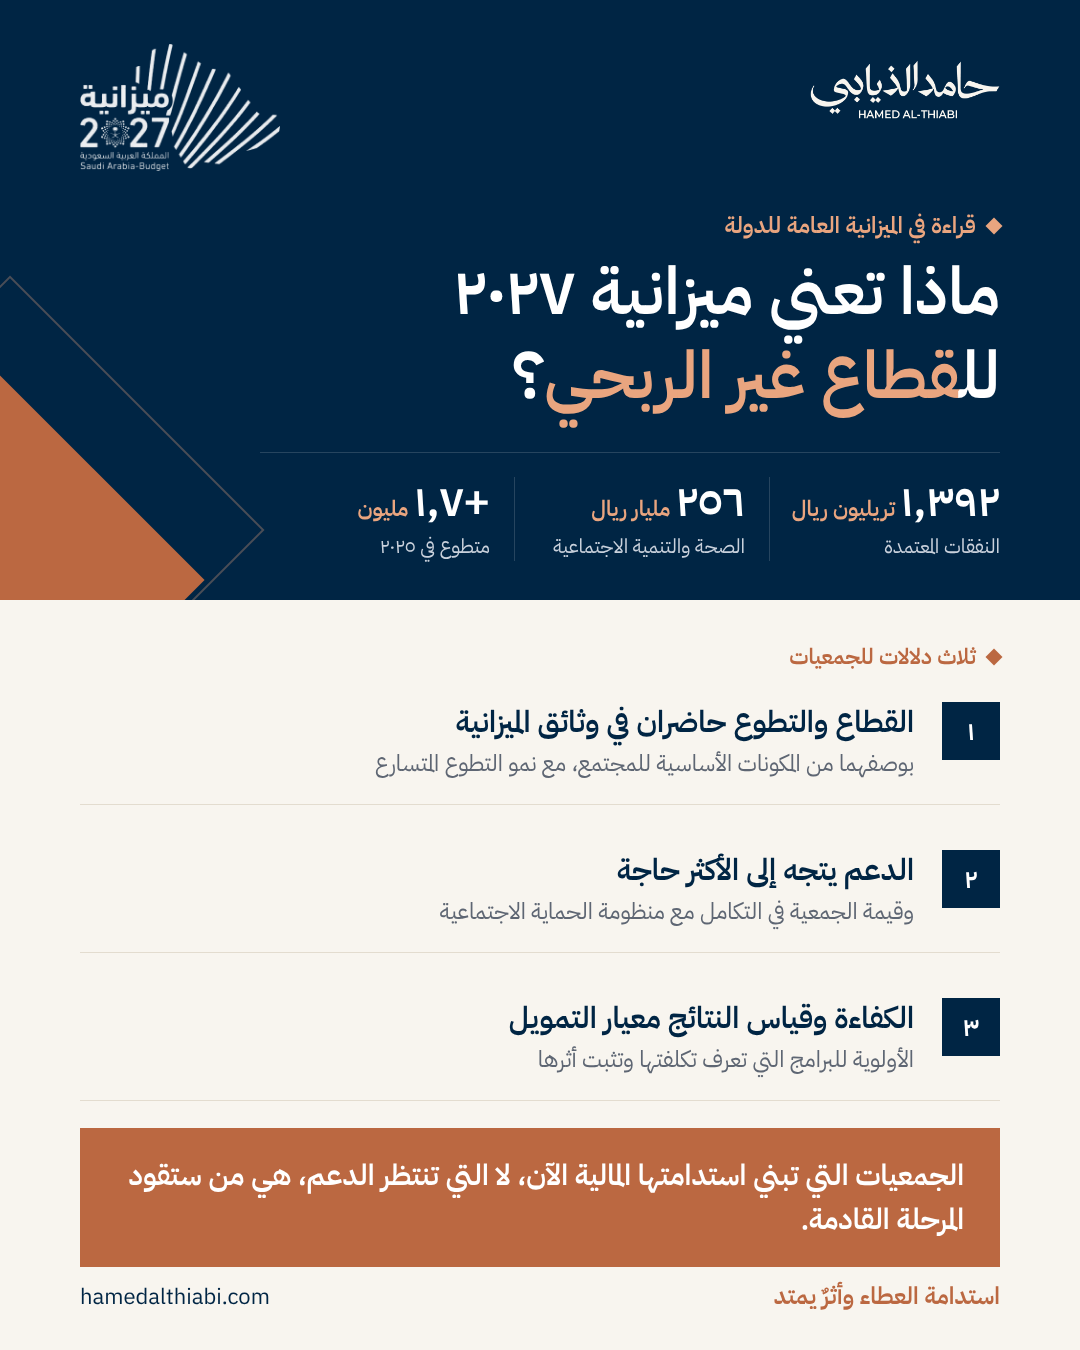 حامد الذيابي
HAMED AL-THIABI
ميزانية
2027
المملكة العربية السعودية
Saudi Arabia-Budget
قراءة في الميزانية العامة للدولة
ماذا تعني ميزانية ٢٠٢٧
للقطاع غير الربحي؟
١,٣٩٢ تريليون ريال
النفقات المعتمدة
٢٥٦ مليار ريال
الصحة والتنمية الاجتماعية
+١,٧ مليون
متطوع في ٢٠٢٥
ثلاث دلالات للجمعيات
١
القطاع والتطوع حاضران في وثائق الميزانية
بوصفهما من المكونات الأساسية للمجتمع، مع نمو التطوع المتسارع
٢
الدعم يتجه إلى الأكثر حاجة
وقيمة الجمعية في التكامل مع منظومة الحماية الاجتماعية
٣
الكفاءة وقياس النتائج معيار التمويل
الأولوية للبرامج التي تعرف تكلفتها وتثبت أثرها
الجمعيات التي تبني استدامتها المالية الآن، لا التي تنتظر الدعم، هي من ستقود
المرحلة القادمة.
استدامة العطاء وأثرٌ يمتد
hamedalthiabi.com